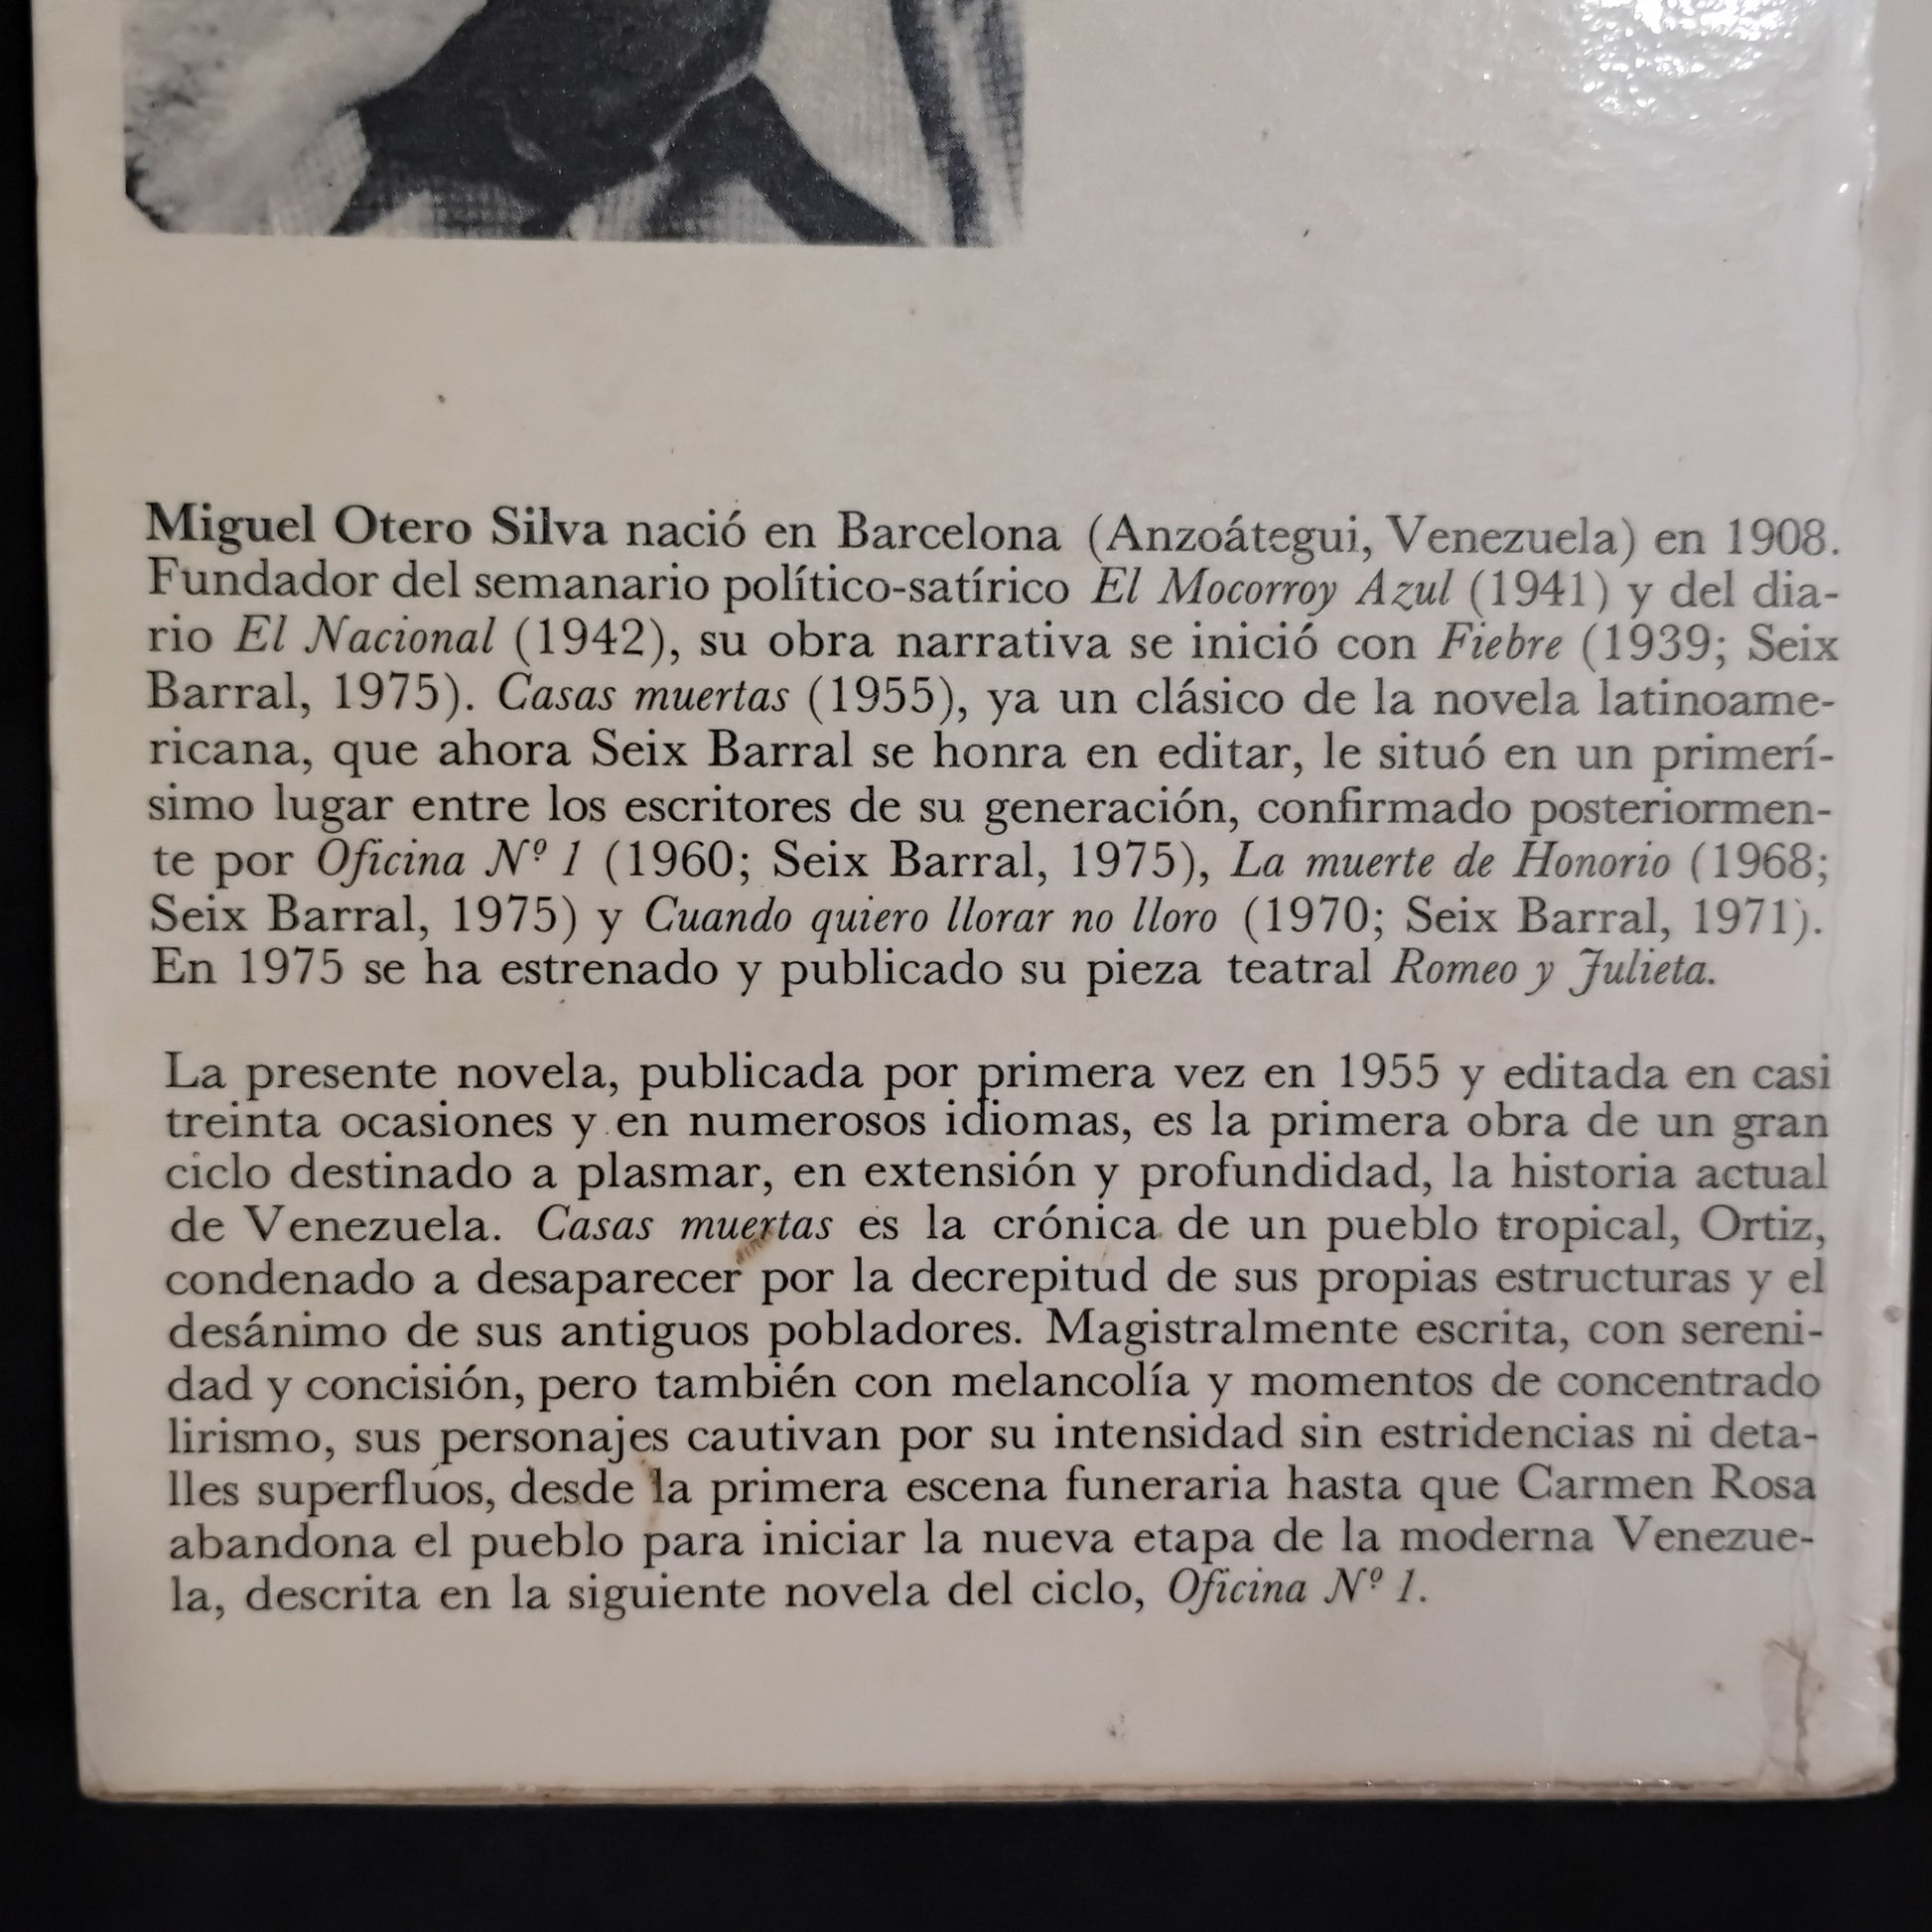 Miguel Otero Silva nació en Barcelona (Anzoátegui, Venezuela) en 1908.
Fundador del semanario político-satírico El Mocorroy Azul (1941) y del dia-
rio El Nacional (1942), su obra narrativa se inició con Fiebre (1939; Seix
Barral, 1975). Casas muertas (1955), ya un clásico de la novela latinoame-
ricana, que ahora Seix Barral se honra en editar, le situó en un primerí-
simo lugar entre los escritores de su generación, confirmado posteriormen-
te por Oficina Nº 1 (1960; Seix Barral, 1975), La muerte de Honorio (1968;
Seix Barral, 1975) y Cuando quiero llorar no lloro (1970; Seix Barral, 1971).
En 1975 se ha estrenado y publicado su pieza teatral Romeo y Julieta.
La presente novela, publicada por primera vez en 1955 y editada en casi
treinta ocasiones y en numerosos idiomas, es la primera obra de un gran
ciclo destinado a plasmar, en extensión y profundidad, la historia actual
de Venezuela. Casas muertas es la crónica de un pueblo tropical, Ortiz,
condenado a desaparecer por la decrepitud de sus propias estructuras y el
desánimo de sus antiguos pobladores. Magistralmente escrita, con sereni-
dad y concisión, pero también con melancolía y momentos de concentrado
lirismo, sus personajes cautivan por su intensidad sin estridencias ni deta-
lles superfluos, desde la primera escena funeraria hasta que Carmen Rosa
abandona el pueblo para iniciar la nueva etapa de la moderna Venezue-
la, descrita en la siguiente novela del ciclo, Oficina Nº 1.